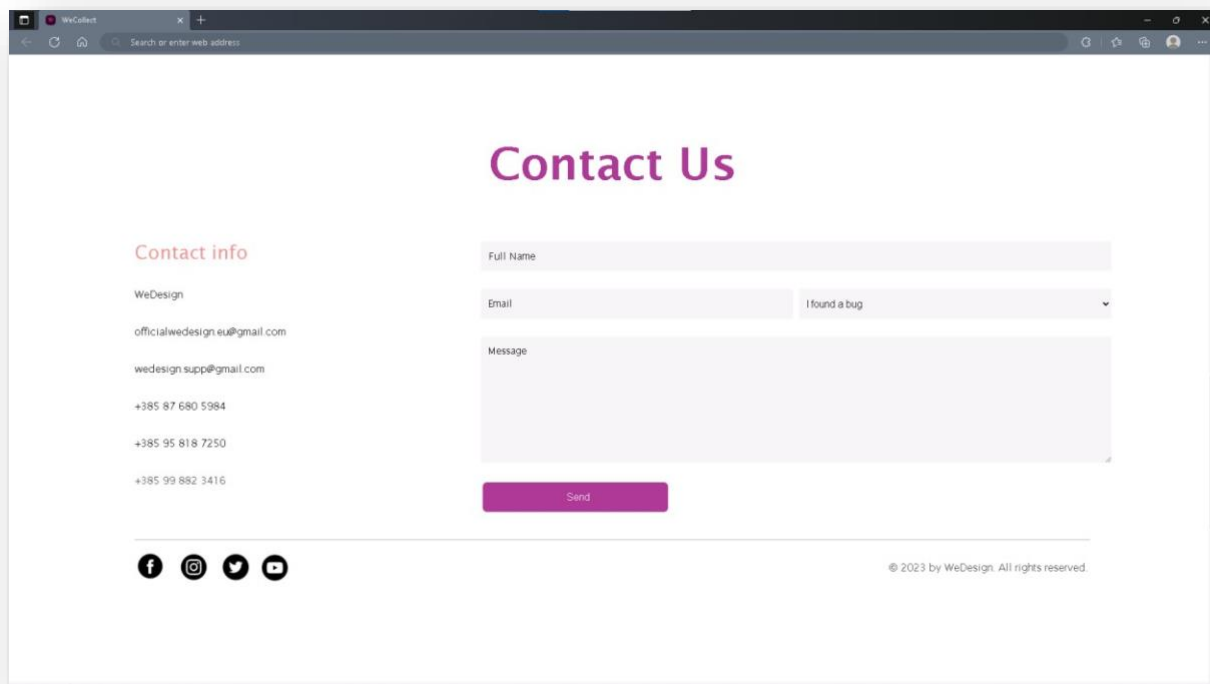 WeCollect
Search or enter web address
Contact Us
Contact info
WeDesign
officialwedesign.eu@gmail.com
wedesign.supp@gmail.com
+385 87 680 5984
+385 95 818 7250
+385 99 882 3416
Full Name
Email
I found a bug
Message
Send
© 2023 by WeDesign. All rights reserved.